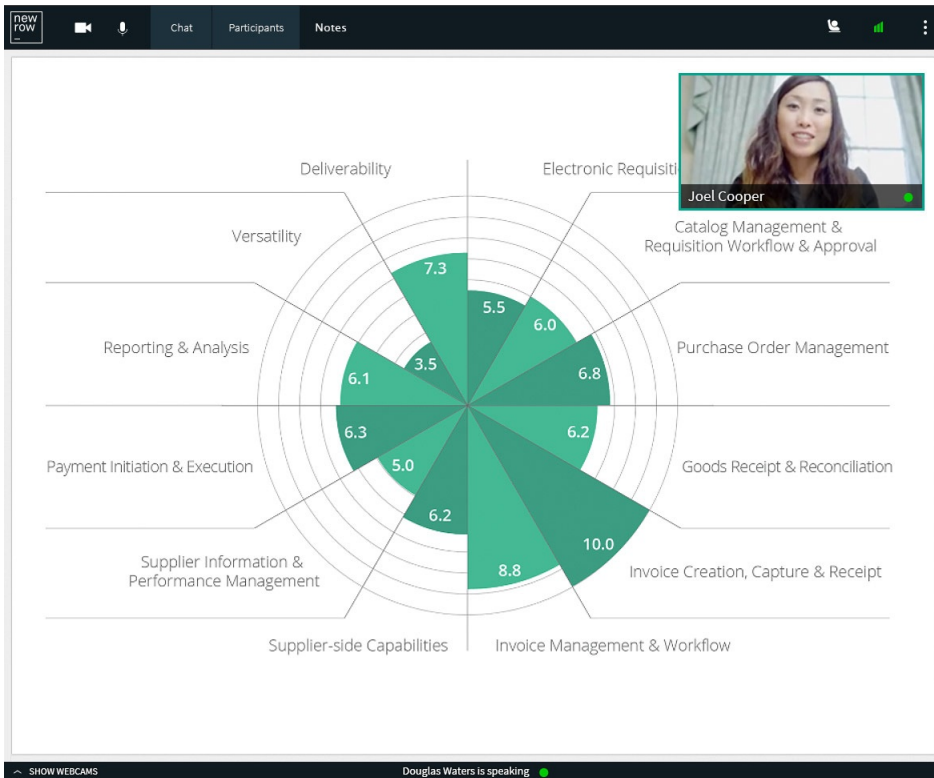 new
row
Chat
Participants
Notes
Joel Cooper
Deliverability
Electronic
Versatility
Catalog Management &
Requisition Workflow & Approval
7.3
5.5
6.0
Reporting & Analysis
Purchase Order Management
3.5
6.1
6.8
6.3
6.2
Payment Initiation & Execution
5.0
Goods Receipt & Reconciliation
6.2
10.0
8.8
Supplier Information &
Performance Management
Invoice Creation, Capture & Receipt
Supplier-side Capabilities
Invoice Management & Workflow
SHOW WEBCAMS
Douglas Waters is speaking